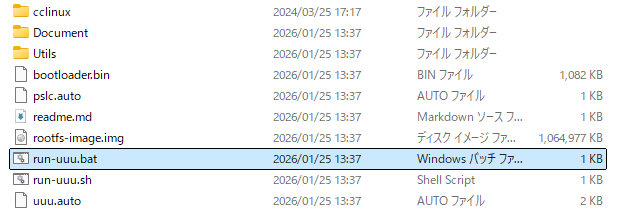 cclinux 2024/03/25 17:17 ファイル フォルダー
Document 2026/01/25 13:37 ファイル フォルダー
Utils 2026/01/25 13:37 ファイル フォルダー
bootloader.bin 2026/01/25 13:37 BIN ファイル 1,082 KB
pslc.auto 2026/01/25 13:37 AUTO ファイル 1 KB
readme.md 2026/01/25 13:37 Markdown ソース フ... 1 KB
rootfs-image.img 2026/01/25 13:37 ディスク イメージ ファ... 1,064,977 KB
run-uuu.bat 2026/01/25 13:37 Windows バッチ ファ... 1 KB
run-uuu.sh 2026/01/25 13:37 Shell Script 1 KB
uuu.auto 2026/01/25 13:37 AUTO ファイル 2 KB